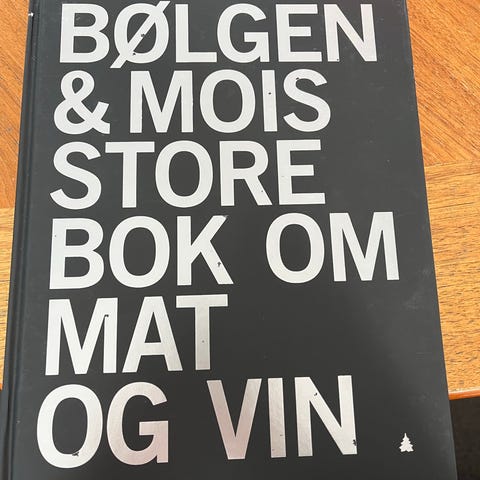 BØLGEN
& MOIS
STORE
BOK OM
MAT
OG VIN